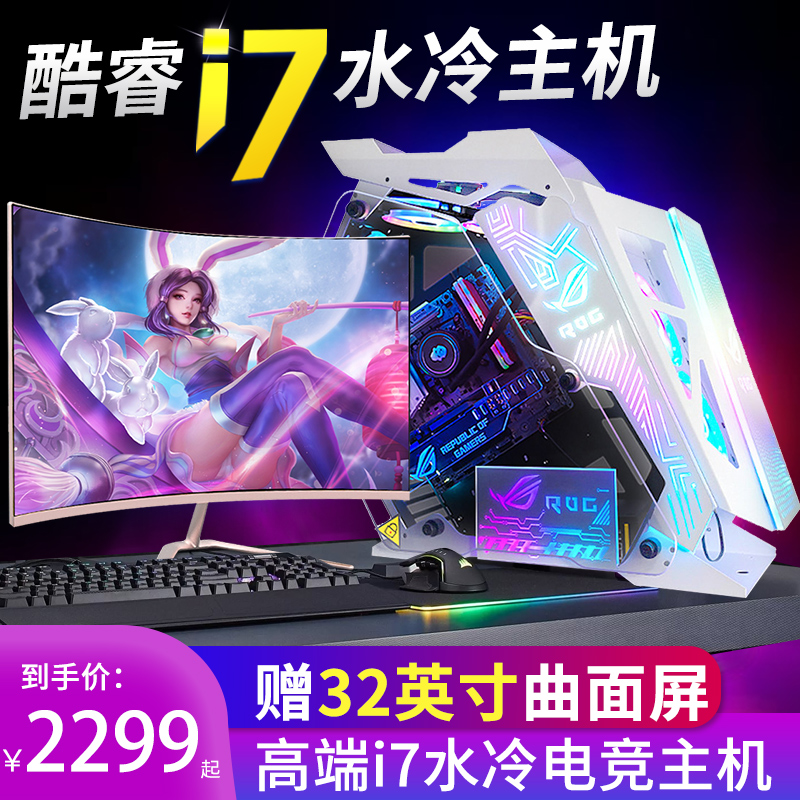 酷睿i7水冷主机
ROG
REPUBLIC OF
GAMERS
ROG
到手价：
¥2299起
赠32英寸曲面屏
高端i7水冷电竞主机